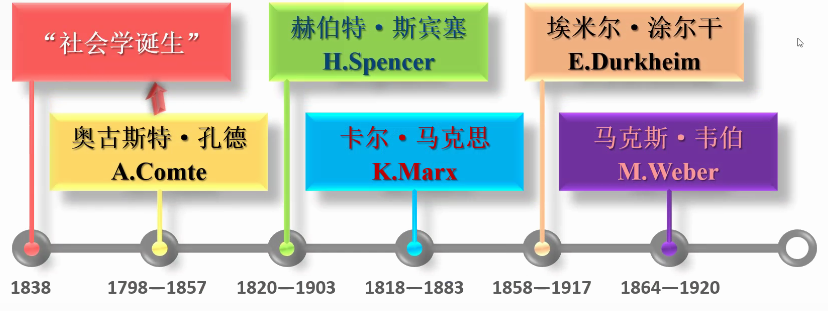 “社会学诞生”
赫伯特·斯宾塞
H.Spencer
埃米尔·涂尔干
E.Durkheim
奥古斯特·孔德
A.Comte
卡尔·马克思
K.Marx
马克斯·韦伯
M.Weber
1838
1798—1857
1820—1903
1818—1883
1858—1917
1864—1920